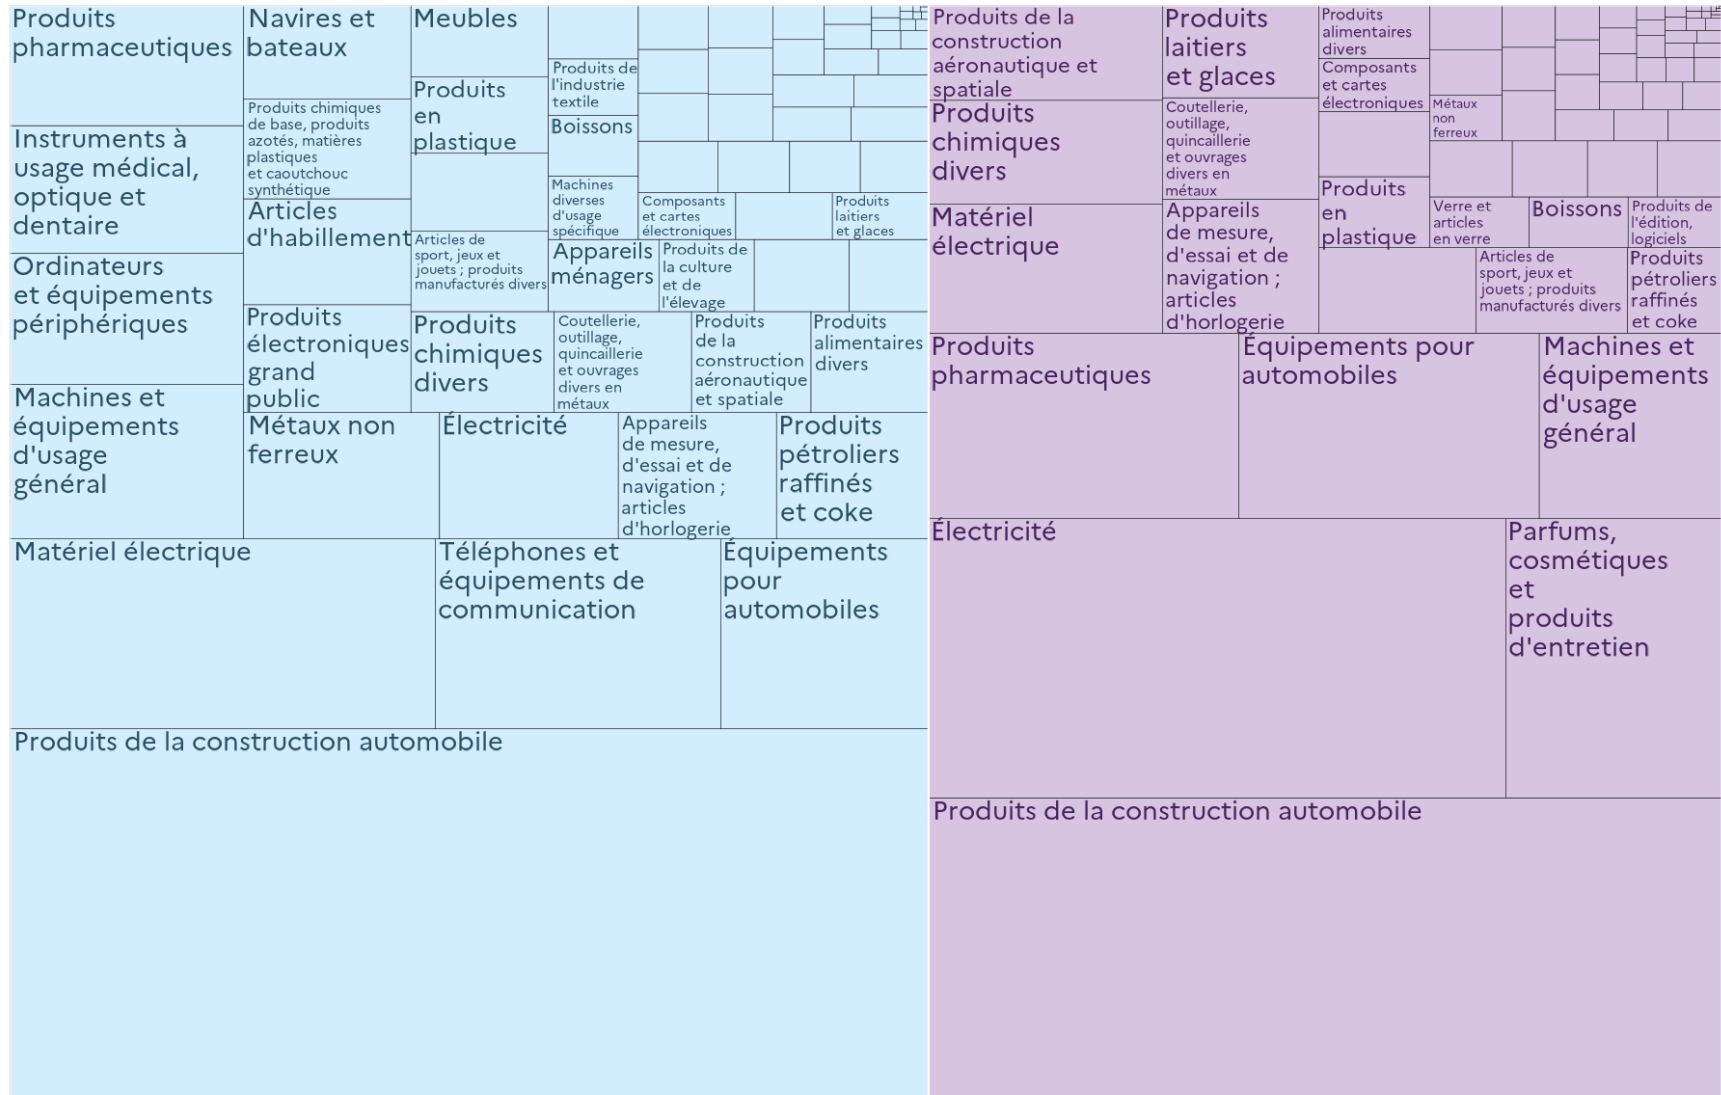 Produits
pharmaceutiques
Instruments à
usage médical,
optique et
dentaire
Ordinateurs
et équipements
périphériques
Machines et
équipements
d'usage
général
Navires et
bateaux
Produits chimiques
de base, produits
azotés, matières
plastiques
et caoutchouc
synthétique
Articles
d'habillement
Produits
électroniques
grand
public
Meubles
Produits
en
plastique
Articles de
sport, jeux et
jouets ; produits
manufacturés divers
Produits de
l'industrie
textile
Boissons
Machines
diverses
d'usage
spécifique
Composants
et cartes
électroniques
Produits
laitiers
et glaces
Appareils
ménagers
Produits de
la culture
et de
l'élevage
Produits
chimiques
divers
Coutellerie,
outillage,
quincaillerie
et ouvrages
divers en
métaux
Produits
de la
construction
aéronautique
et spatiale
Produits
alimentaires
divers
Métaux non
ferreux
Électricité
Appareils
de mesure,
d'essai et de
navigation ;
articles
d'horlogerie
Produits
pétroliers
raffinés
et coke
Matériel électrique
Téléphones et
équipements de
communication
Équipements
pour
automobiles
Produits de la construction automobile
Produits de la
construction
aéronautique et
spatiale
Produits
chimiques
divers
Matériel
électrique
Produits
laitiers
et glaces
Coutellerie,
outillage,
quincaillerie
et ouvrages
divers en
métaux
Appareils
de mesure,
d'essai et de
navigation ;
articles
d'horlogerie
Produits
alimentaires
divers
Composants
et cartes
électroniques
Métaux
non
ferreux
Produits
en
plastique
Verre et
articles
en verre
Boissons
Produits de
l'édition,
logiciels
Articles de
sport, jeux et
jouets ; produits
manufacturés divers
Produits
pétroliers
raffinés
et coke
Produits
pharmaceutiques
Équipements pour
automobiles
Machines et
équipements
d'usage
général
Électricité
Parfums,
cosmétiques
et
produits
d'entretien
Produits de la construction automobile